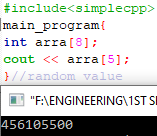 #include<simplecpp>
main_program{
int arra[8];
cout << arra[5];
}//random value
"F:\ENGINEERING\1ST S
456105500